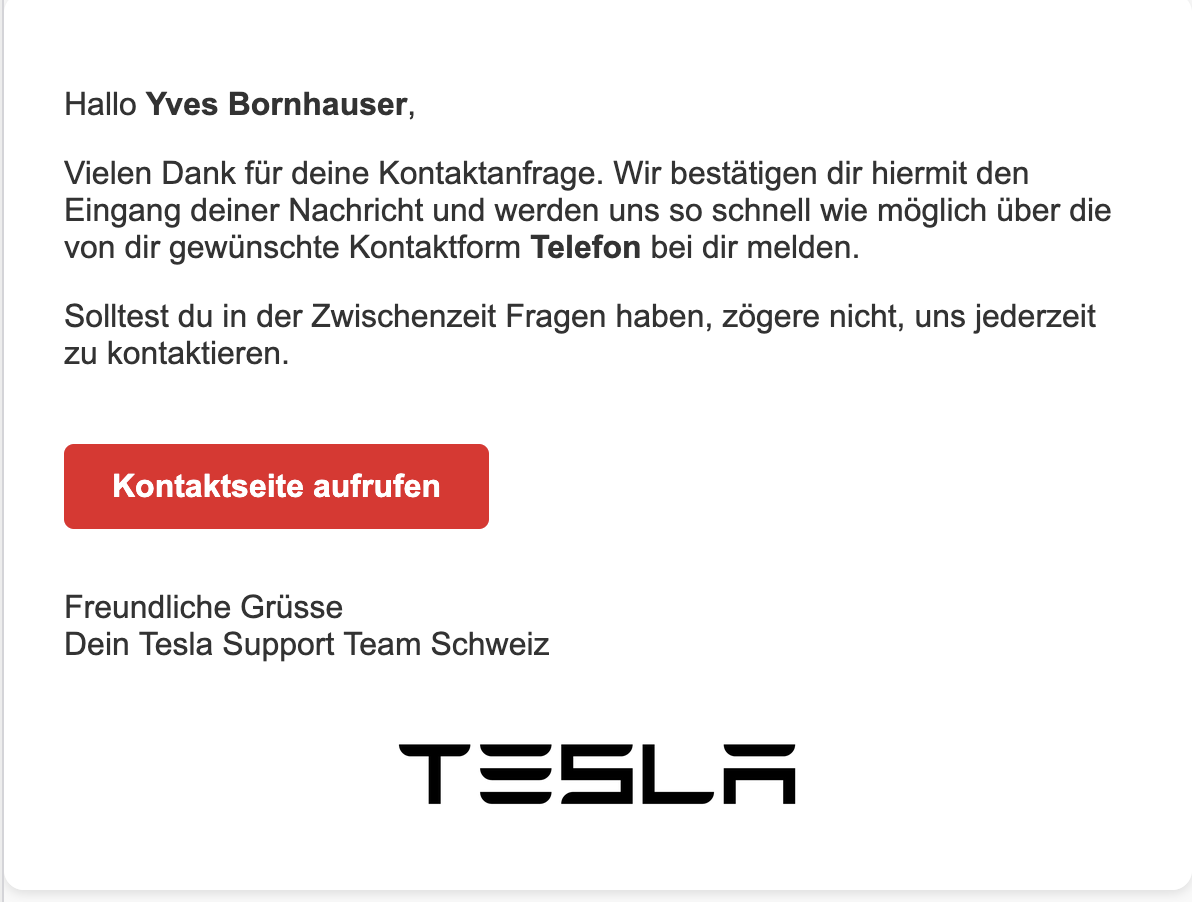 Hallo Yves Bornhauser,
Vielen Dank für deine Kontaktanfrage. Wir bestätigen dir hiermit den
Eingang deiner Nachricht und werden uns so schnell wie möglich über die
von dir gewünschte Kontaktform Telefon bei dir melden.
Solltest du in der Zwischenzeit Fragen haben, zögere nicht, uns jederzeit
zu kontaktieren.
Kontaktseite aufrufen
Freundliche Grüsse
Dein Tesla Support Team Schweiz
TESLA